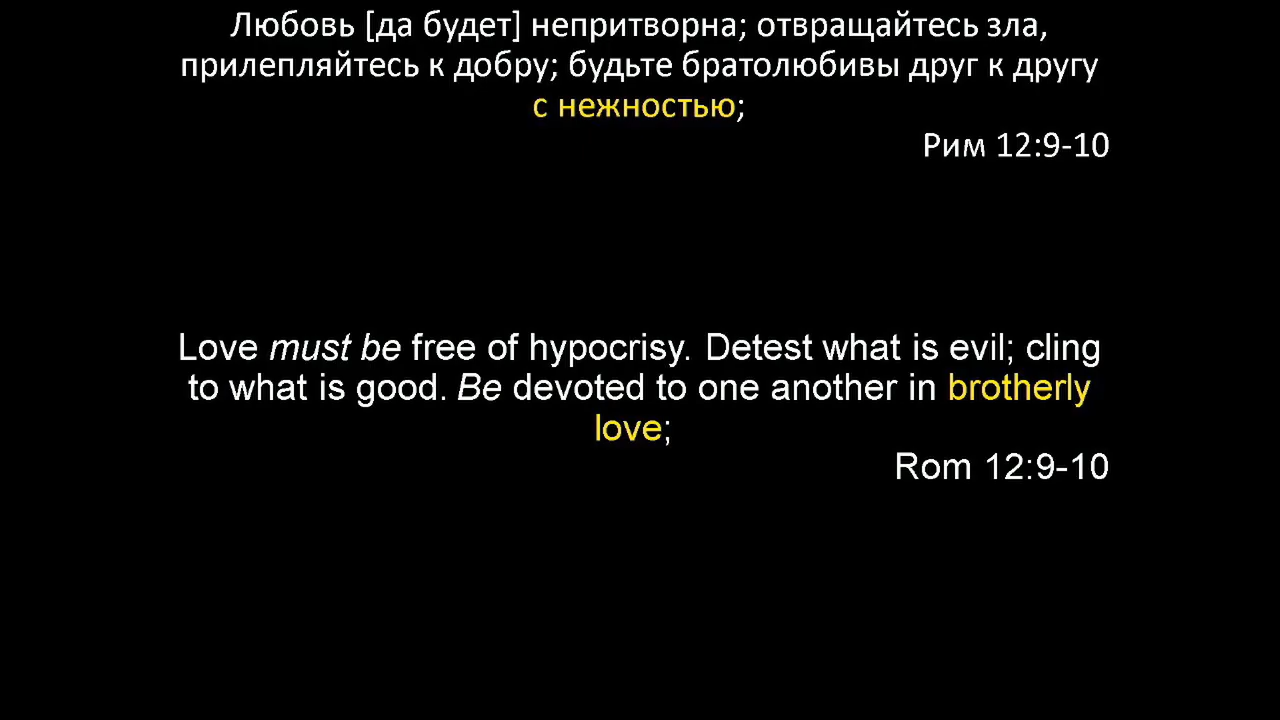 Любовь [да будет] непритворна; отвращайтесь зла,
прилепляйтесь к добру; будьте братолюбивы друг к другу
с нежностью;
Рим 12:9-10
Love must be free of hypocrisy. Detest what is evil; cling
to what is good. Be devoted to one another in brotherly
love;
Rom 12:9-10